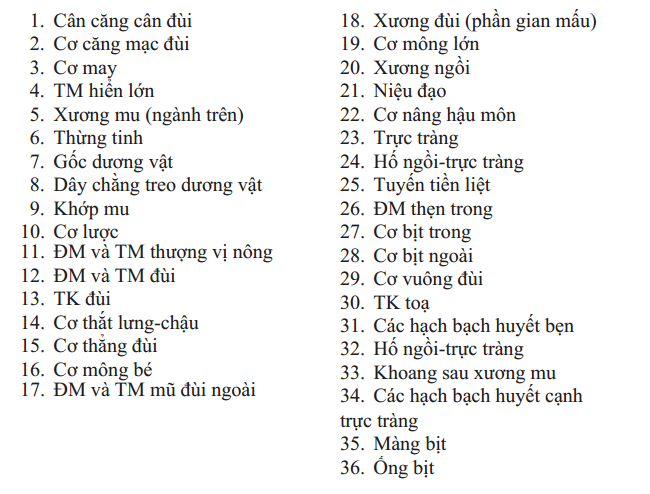 1. Cân căng cân đùi
2. Cơ căng mạc đùi
3. Cơ may
4. TM hiển lớn
5. Xương mu (ngành trên)
6. Thừng tinh
7. Gốc dương vật
8. Dây chằng treo dương vật
9. Khớp mu
10. Cơ lược
11. ĐM và TM thượng vị nông
12. ĐM và TM đùi
13. TK đùi
14. Cơ thắt lưng-chậu
15. Cơ thẳng đùi
16. Cơ mông bé
17. ĐM và TM mũ đùi ngoài
18. Xương đùi (phần gian mấu)
19. Cơ mông lớn
20. Xương ngồi
21. Niệu đạo
22. Cơ nâng hậu môn
23. Trực tràng
24. Hố ngồi-trực tràng
25. Tuyến tiền liệt
26. ĐM thẹn trong
27. Cơ bịt trong
28. Cơ bịt ngoài
29. Cơ vuông đùi
30. TK toạ
31. Các hạch bạch huyết bẹn
32. Hố ngồi-trực tràng
33. Khoang sau xương mu
34. Các hạch bạch huyết cạnh
trực tràng
35. Màng bịt
36. Ống bịt